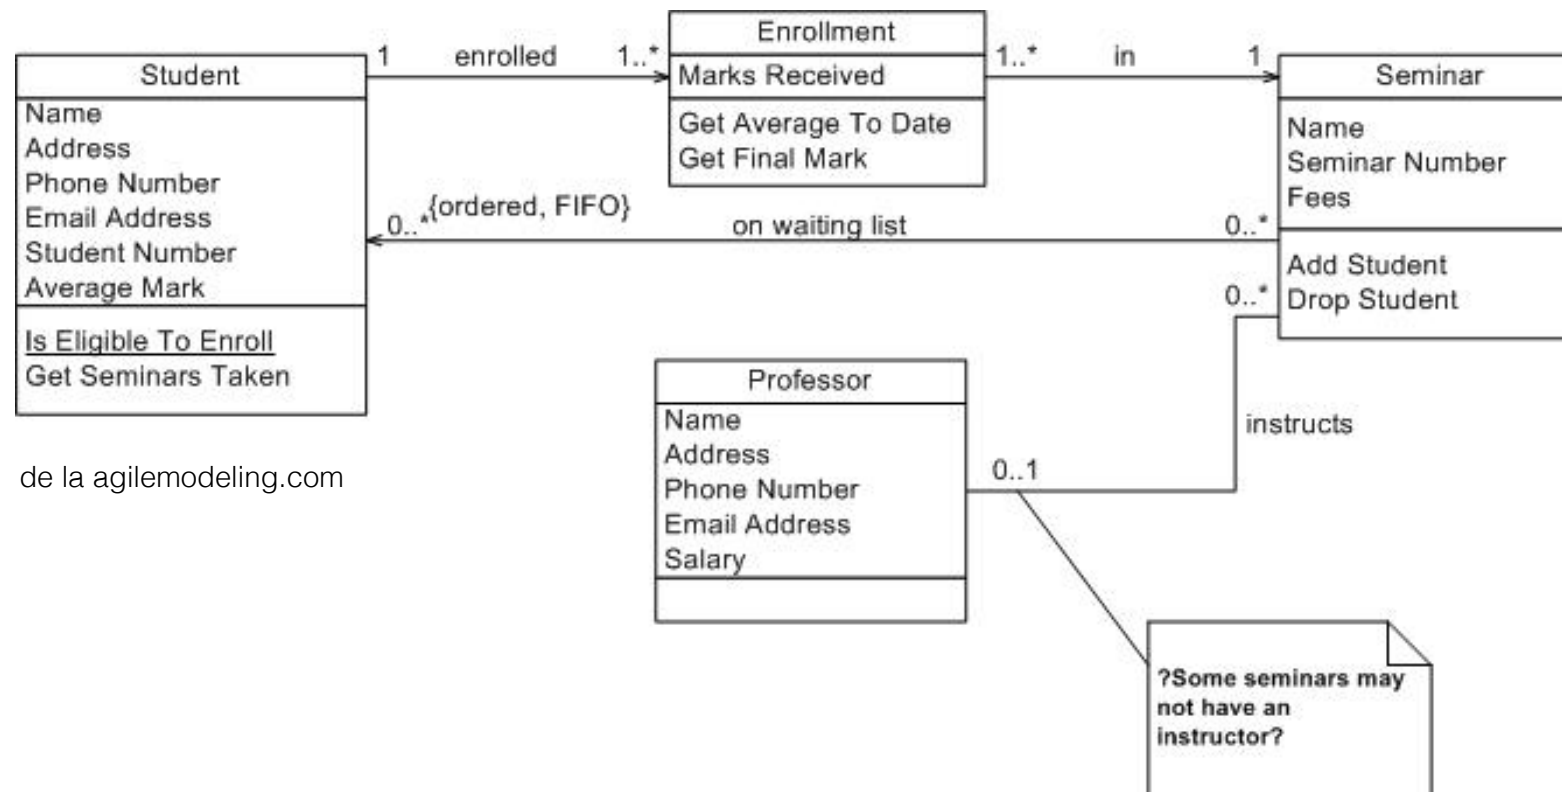 Student
Name
Address
Phone Number
Email Address
Student Number
Average Mark
Is Eligible To Enroll
Get Seminars Taken
1 enrolled 1..*
Enrollment
Marks Received
Get Average To Date
Get Final Mark
1..* in 1
Seminar
Name
Seminar Number
Fees
Add Student
Drop Student
0..* {ordered, FIFO} on waiting list 0..*
0..*
instructs
0..1
Professor
Name
Address
Phone Number
Email Address
Salary
?Some seminars may
not have an
instructor?
de la agilemodeling.com